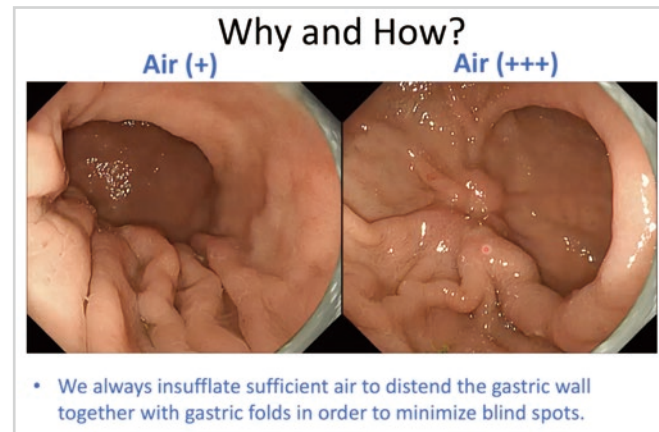 Why and How?
Air (+)
Air (+++)
• We always insufflate sufficient air to distend the gastric wall
together with gastric folds in order to minimize blind spots.